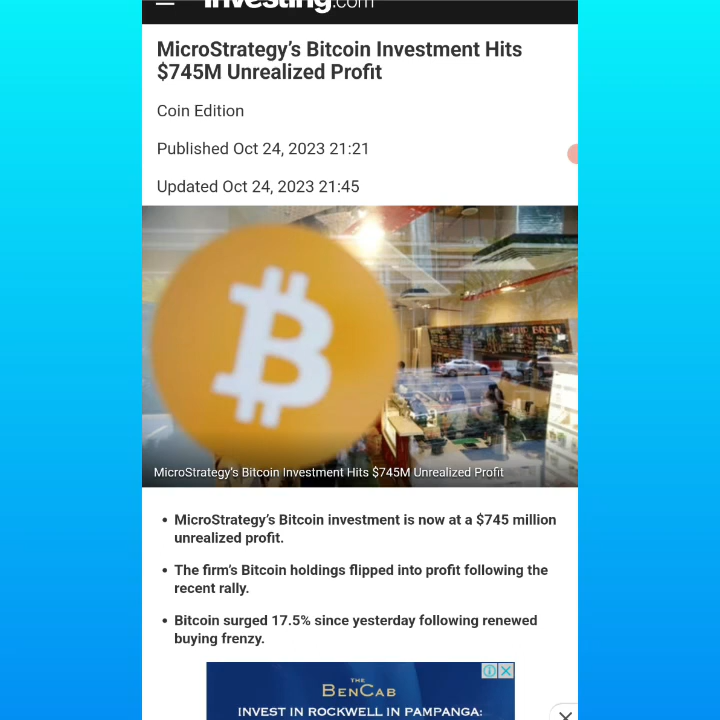 Investing.com
MicroStrategy's Bitcoin Investment Hits
$745M Unrealized Profit
Coin Edition
Published Oct 24, 2023 21:21
Updated Oct 24, 2023 21:45
BREW
MicroStrategy's Bitcoin Investment Hits $745M Unrealized Profit
• MicroStrategy's Bitcoin investment is now at a $745 million
unrealized profit.
• The firm's Bitcoin holdings flipped into profit following the
recent rally.
• Bitcoin surged 17.5% since yesterday following renewed
buying frenzy.
THE
BENCAB
INVEST IN ROCKWELL IN PAMPANGA: